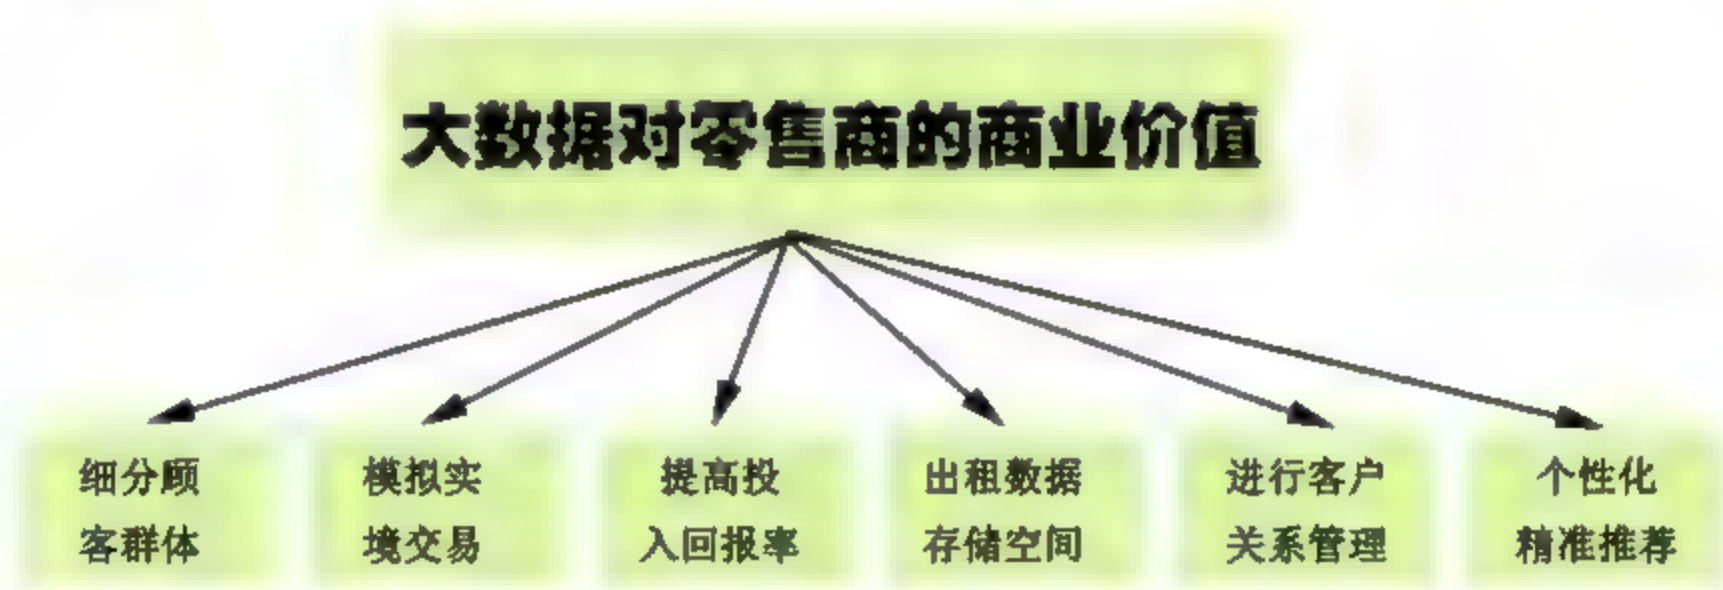 大数据对零售商的商业价值
细分顾
客群体
模拟实
境交易
提高投
入回报率
出租数据
存储空间
进行客户
关系管理
个性化
精准推荐